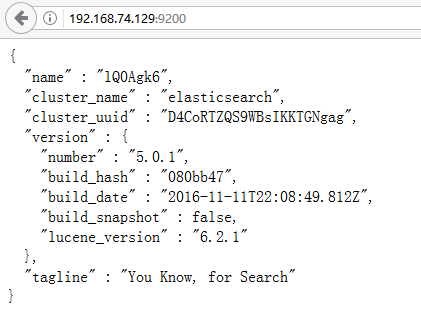 192.168.74.129:9200
{
"name" : "lQ0Agk6",
"cluster_name" : "elasticsearch",
"cluster_uuid" : "D4CoRTZQS9WBsIKKTGNgag",
"version" : {
"number" : "5.0.1",
"build_hash" : "080bb47",
"build_date" : "2016-11-11T22:08:49.812Z",
"build_snapshot" : false,
"lucene_version" : "6.2.1"
},
"tagline" : "You Know, for Search"
}